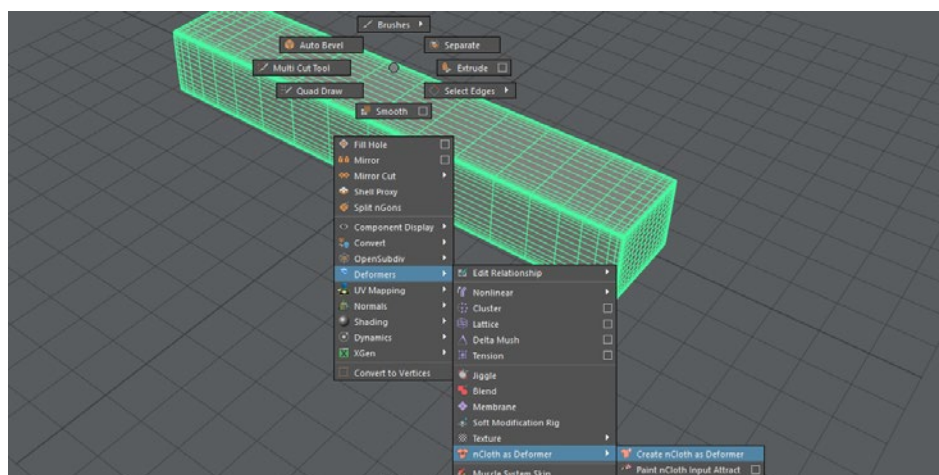 Brushes
Auto Bevel
Separate
Multi Cut Tool
Extrude
Quad Draw
Select Edges
Smooth
Fill Hole
Mirror
Mirror Cut
Shell Proxy
Split nGons
Component Display
Convert
OpenSubdiv
Deformers
UV Mapping
Normals
Shading
Dynamics
XGen
Convert to Vertices
Edit Relationship
Nonlinear
Cluster
Lattice
Delta Mush
Tension
Jiggle
Blend
Membrane
Soft Modification Rig
Texture
nCloth as Deformer
Muscle System Skin
Create nCloth as Deformer
Paint nCloth Input Attract